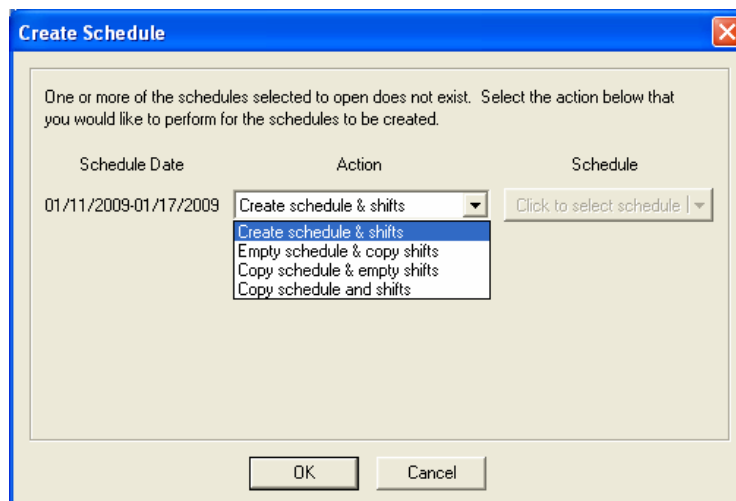 Create Schedule
One or more of the schedules selected to open does not exist.  Select the action below that
you would like to perform for the schedules to be created.
Schedule Date Action Schedule
01/11/2009-01/17/2009 Create schedule & shifts Click to select schedule
Create schedule & shifts
Empty schedule & copy shifts
Copy schedule & empty shifts
Copy schedule and shifts
OK Cancel